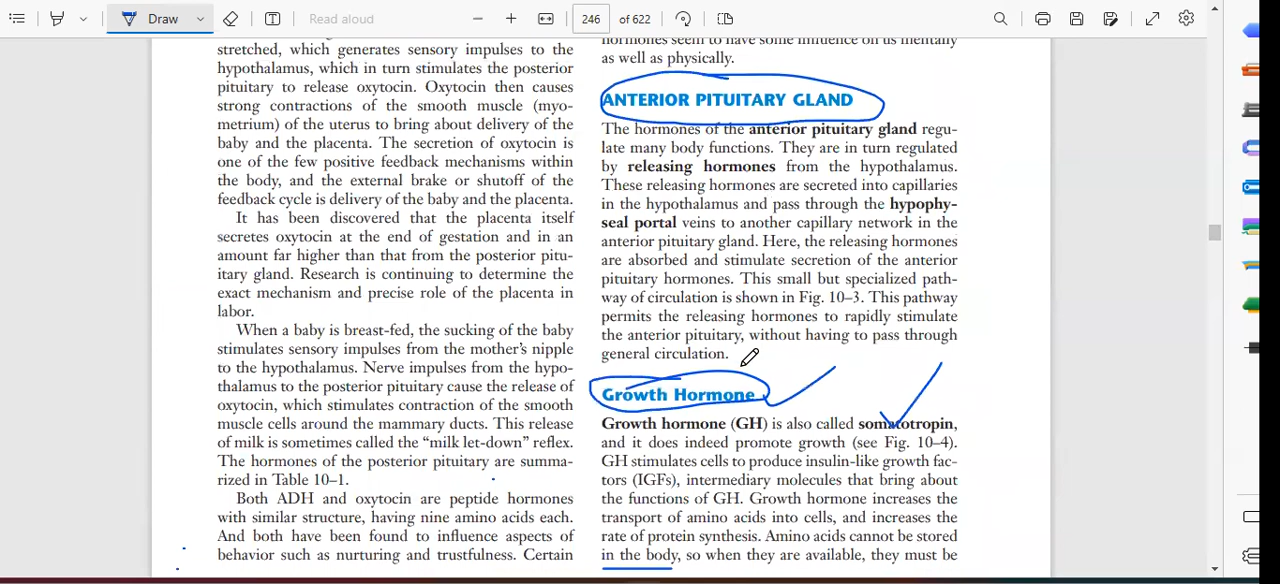 Draw
Read aloud
246 of 622
stretched, which generates sensory impulses to the
hypothalamus, which in turn stimulates the posterior
pituitary to release oxytocin. Oxytocin then causes
strong contractions of the smooth muscle (myo-
metrium) of the uterus to bring about delivery of the
baby and the placenta. The secretion of oxytocin is
one of the few positive feedback mechanisms within
the body, and the external brake or shutoff of the
feedback cycle is delivery of the baby and the placenta.
It has been discovered that the placenta itself
secretes oxytocin at the end of gestation and in an
amount far higher than that from the posterior pitu-
itary gland. Research is continuing to determine the
exact mechanism and precise role of the placenta in
labor.
When a baby is breast-fed, the sucking of the baby
stimulates sensory impulses from the mother's nipple
to the hypothalamus. Nerve impulses from the hypo-
thalamus to the posterior pituitary cause the release of
oxytocin, which stimulates contraction of the smooth
muscle cells around the mammary ducts. This release
of milk is sometimes called the “milk let-down” reflex.
The hormones of the posterior pituitary are summa-
rized in Table 10–1.
Both ADH and oxytocin are peptide hormones
with similar structure, having nine amino acids each.
And both have been found to influence aspects of
behavior such as nurturing and trustfulness. Certain
hormones seem to have some influence on us mentally
as well as physically.
ANTERIOR PITUITARY GLAND
The hormones of the anterior pituitary gland regu-
late many body functions. They are in turn regulated
by releasing hormones from the hypothalamus.
These releasing hormones are secreted into capillaries
in the hypothalamus and pass through the hypophy-
seal portal veins to another capillary network in the
anterior pituitary gland. Here, the releasing hormones
are absorbed and stimulate secretion of the anterior
pituitary hormones. This small but specialized path-
way of circulation is shown in Fig. 10–3. This pathway
permits the releasing hormones to rapidly stimulate
the anterior pituitary, without having to pass through
general circulation.
Growth Hormone
Growth hormone (GH) is also called somatotropin,
and it does indeed promote growth (see Fig. 10–4).
GH stimulates cells to produce insulin-like growth fac-
tors (IGFs), intermediary molecules that bring about
the functions of GH. Growth hormone increases the
transport of amino acids into cells, and increases the
rate of protein synthesis. Amino acids cannot be stored
in the body, so when they are available, they must be